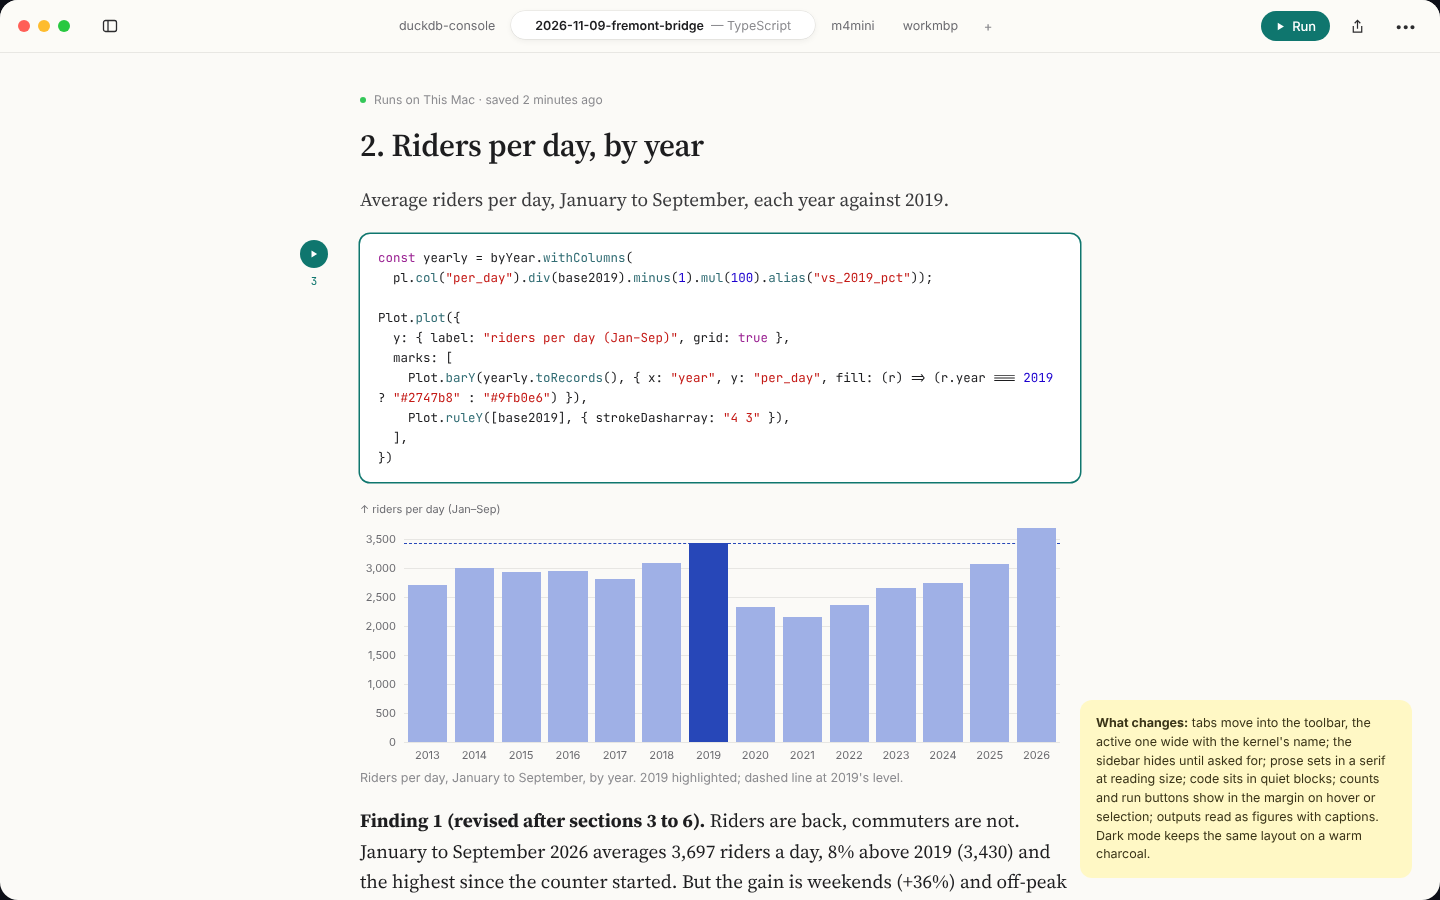 duckdb-console
2026-11-09-fremont-bridge — TypeScript
m4mini
workmbp
+
Run
Runs on This Mac · saved 2 minutes ago
2. Riders per day, by year
Average riders per day, January to September, each year against 2019.
3
const yearly = byYear.withColumns(
  pl.col("per_day").div(base2019).minus(1).mul(100).alias("vs_2019_pct"));
Plot.plot({
  y: { label: "riders per day (Jan–Sep)", grid: true },
  marks: [
    Plot.barY(yearly.toRecords(), { x: "year", y: "per_day", fill: (r) => (r.year === 2019
? "#2747b8" : "#9fb0e6") }),
    Plot.ruleY([base2019], { strokeDasharray: "4 3" }),
  ],
})
↑ riders per day (Jan–Sep)
3,500
3,000
2,500
2,000
1,500
1,000
500
0
2013 2014 2015 2016 2017 2018 2019 2020 2021 2022 2023 2024 2025 2026
Riders per day, January to September, by year. 2019 highlighted; dashed line at 2019's level.
Finding 1 (revised after sections 3 to 6). Riders are back, commuters are not.
January to September 2026 averages 3,697 riders a day, 8% above 2019 (3,430) and
the highest since the counter started. But the gain is weekends (+36%) and off-peak
What changes: tabs move into the toolbar, the
active one wide with the kernel's name; the
sidebar hides until asked for; prose sets in a serif
at reading size; code sits in quiet blocks; counts
and run buttons show in the margin on hover or
selection; outputs read as figures with captions.
Dark mode keeps the same layout on a warm
charcoal.